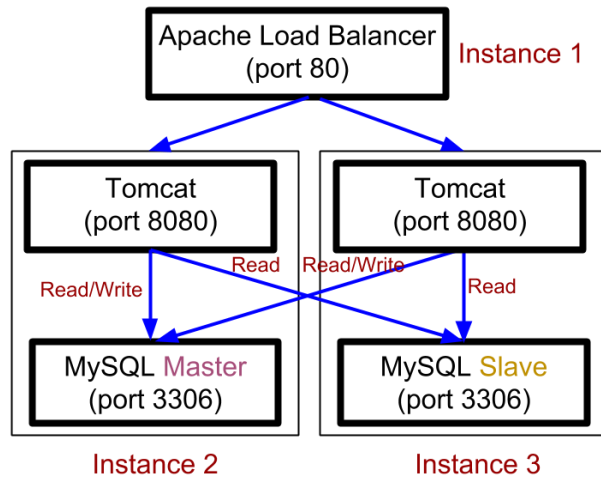 Apache Load Balancer
(port 80)
Instance 1
Tomcat
(port 8080)
Tomcat
(port 8080)
Read
Read/Write
Read/Write
Read
MySQL Master
(port 3306)
MySQL Slave
(port 3306)
Instance 2
Instance 3